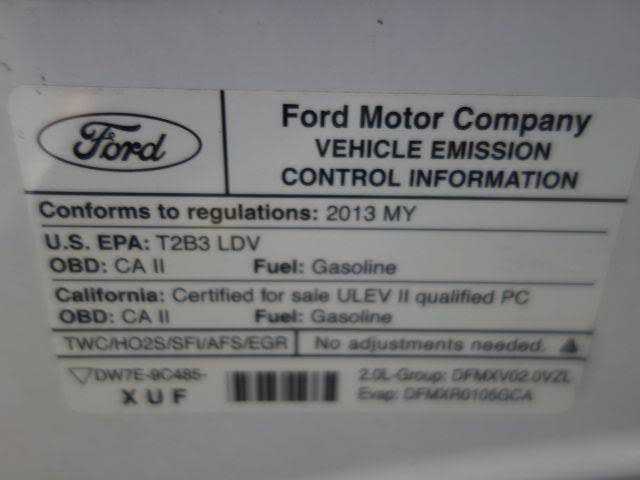 Ford
Ford Motor Company
VEHICLE EMISSION
CONTROL INFORMATION
Conforms to regulations: 2013 MY
U.S. EPA: T2B3 LDV
OBD: CA II Fuel: Gasoline
California: Certified for sale ULEV II qualified PC
OBD: CA II Fuel: Gasoline
TWC/HO2S/SFI/AFS/EGR No adjustments needed.
DW7E-9C485-
XUF
2.0L-Group: DFMXV02.0VZL
Evap: DFMXR0105GCA